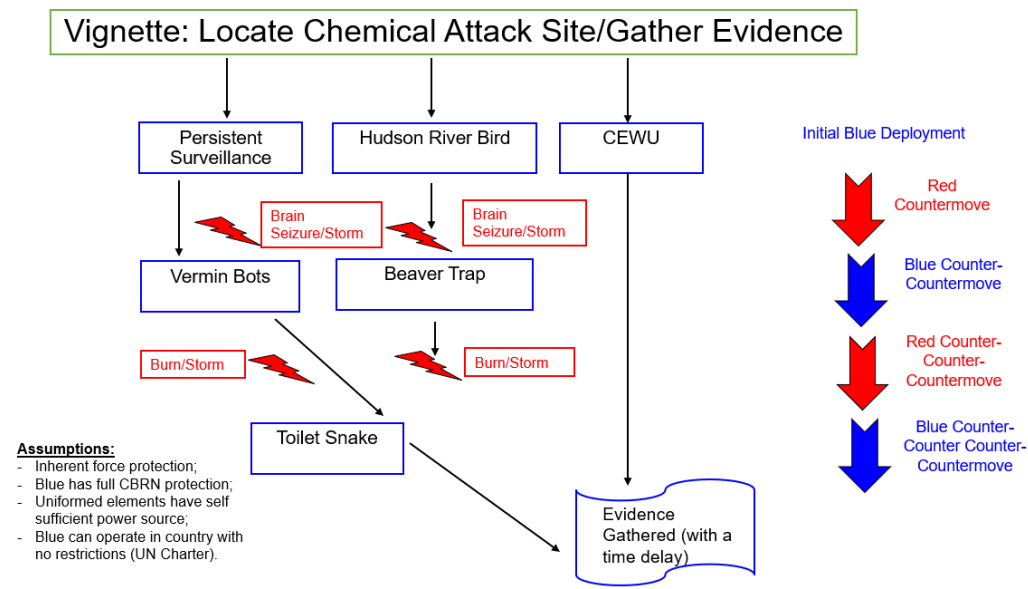 Vignette: Locate Chemical Attack Site/Gather Evidence
Persistent
Surveillance
Hudson River Bird
CEWU
Initial Blue Deployment
Brain
Seizure/Storm
Brain
Seizure/Storm
Red
Countermove
Vermin Bots
Beaver Trap
Blue Counter-
Countermove
Burn/Storm
Burn/Storm
Red Counter-
Counter-
Countermove
Toilet Snake
Blue Counter-
Counter Counter-
Countermove
Assumptions:
- Inherent force protection;
- Blue has full CBRN protection;
- Uniformed elements have self
sufficient power source;
- Blue can operate in country with
no restrictions (UN Charter).
Evidence
Gathered (with a
time delay)